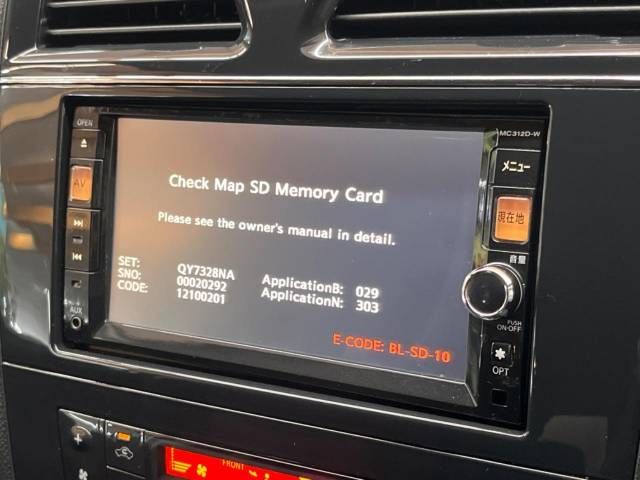 OPEN
MC312D-W
AV
メニュー
現在地
音量
Check Map SD Memory Card
Please see the owner's manual in detail.
SET: QY7328NA ApplicationB: 029
SNO: 00020292 ApplicationN: 303
CODE: 12100201
E-CODE: BL-SD-10
AUX
PUSH
ON·OFF
OPT
FRONT